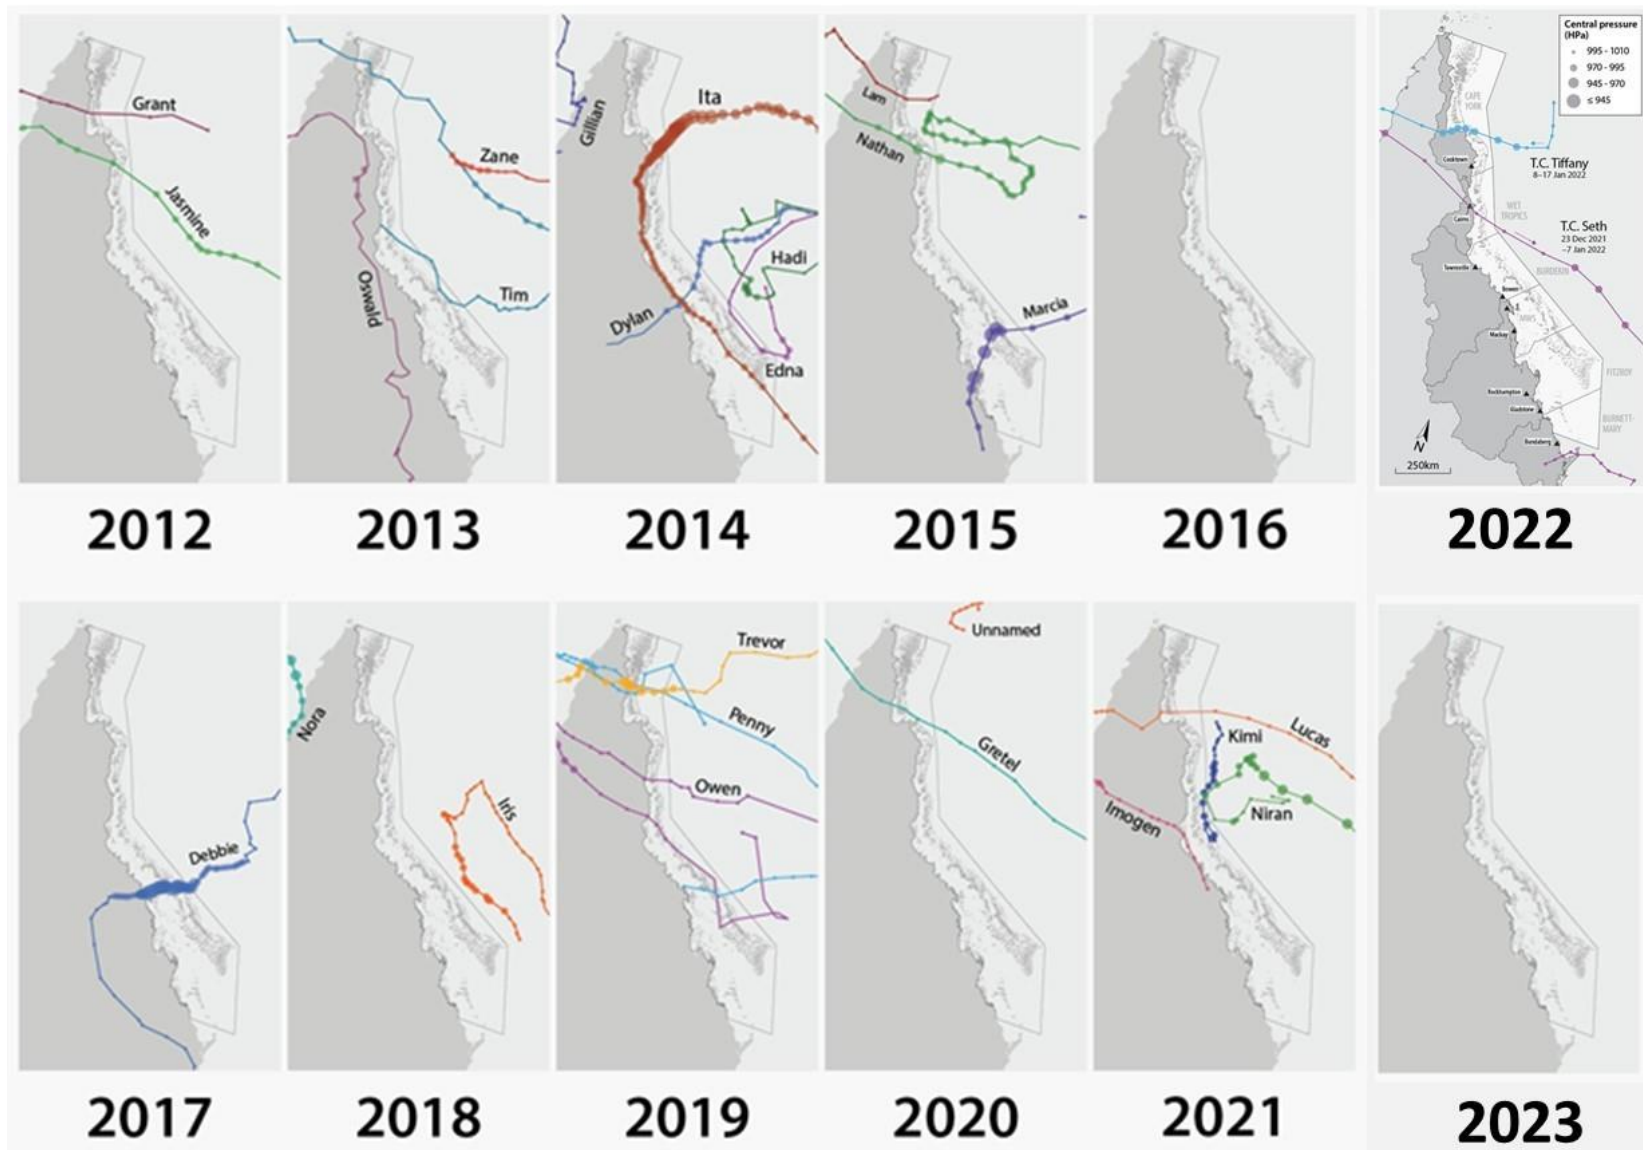 Grant
Jasmine
2012
Zane
Oswald
Tim
2013
Gillian
Ita
Hadi
Dylan
Edna
2014
Lam
Nathan
Marcia
2015
2016
Central pressure
(HPa)
995 - 1010
970 - 995
945 - 970
≤ 945
CAPE
YORK
Cooktown
T.C. Tiffany
8–17 Jan 2022
WET
TROPICS
Cairns
T.C. Seth
23 Dec 2021
–7 Jan 2022
Townsville
BURDEKIN
Bowen
MWS
Mackay
FITZROY
Rockhampton
Gladstone
BURNETT-
MARY
Bundaberg
N
250km
2022
Debbie
2017
Nora
Iris
2018
Trevor
Penny
Owen
2019
Unnamed
Gretel
2020
Lucas
Kimi
Niran
Imogen
2021
2023